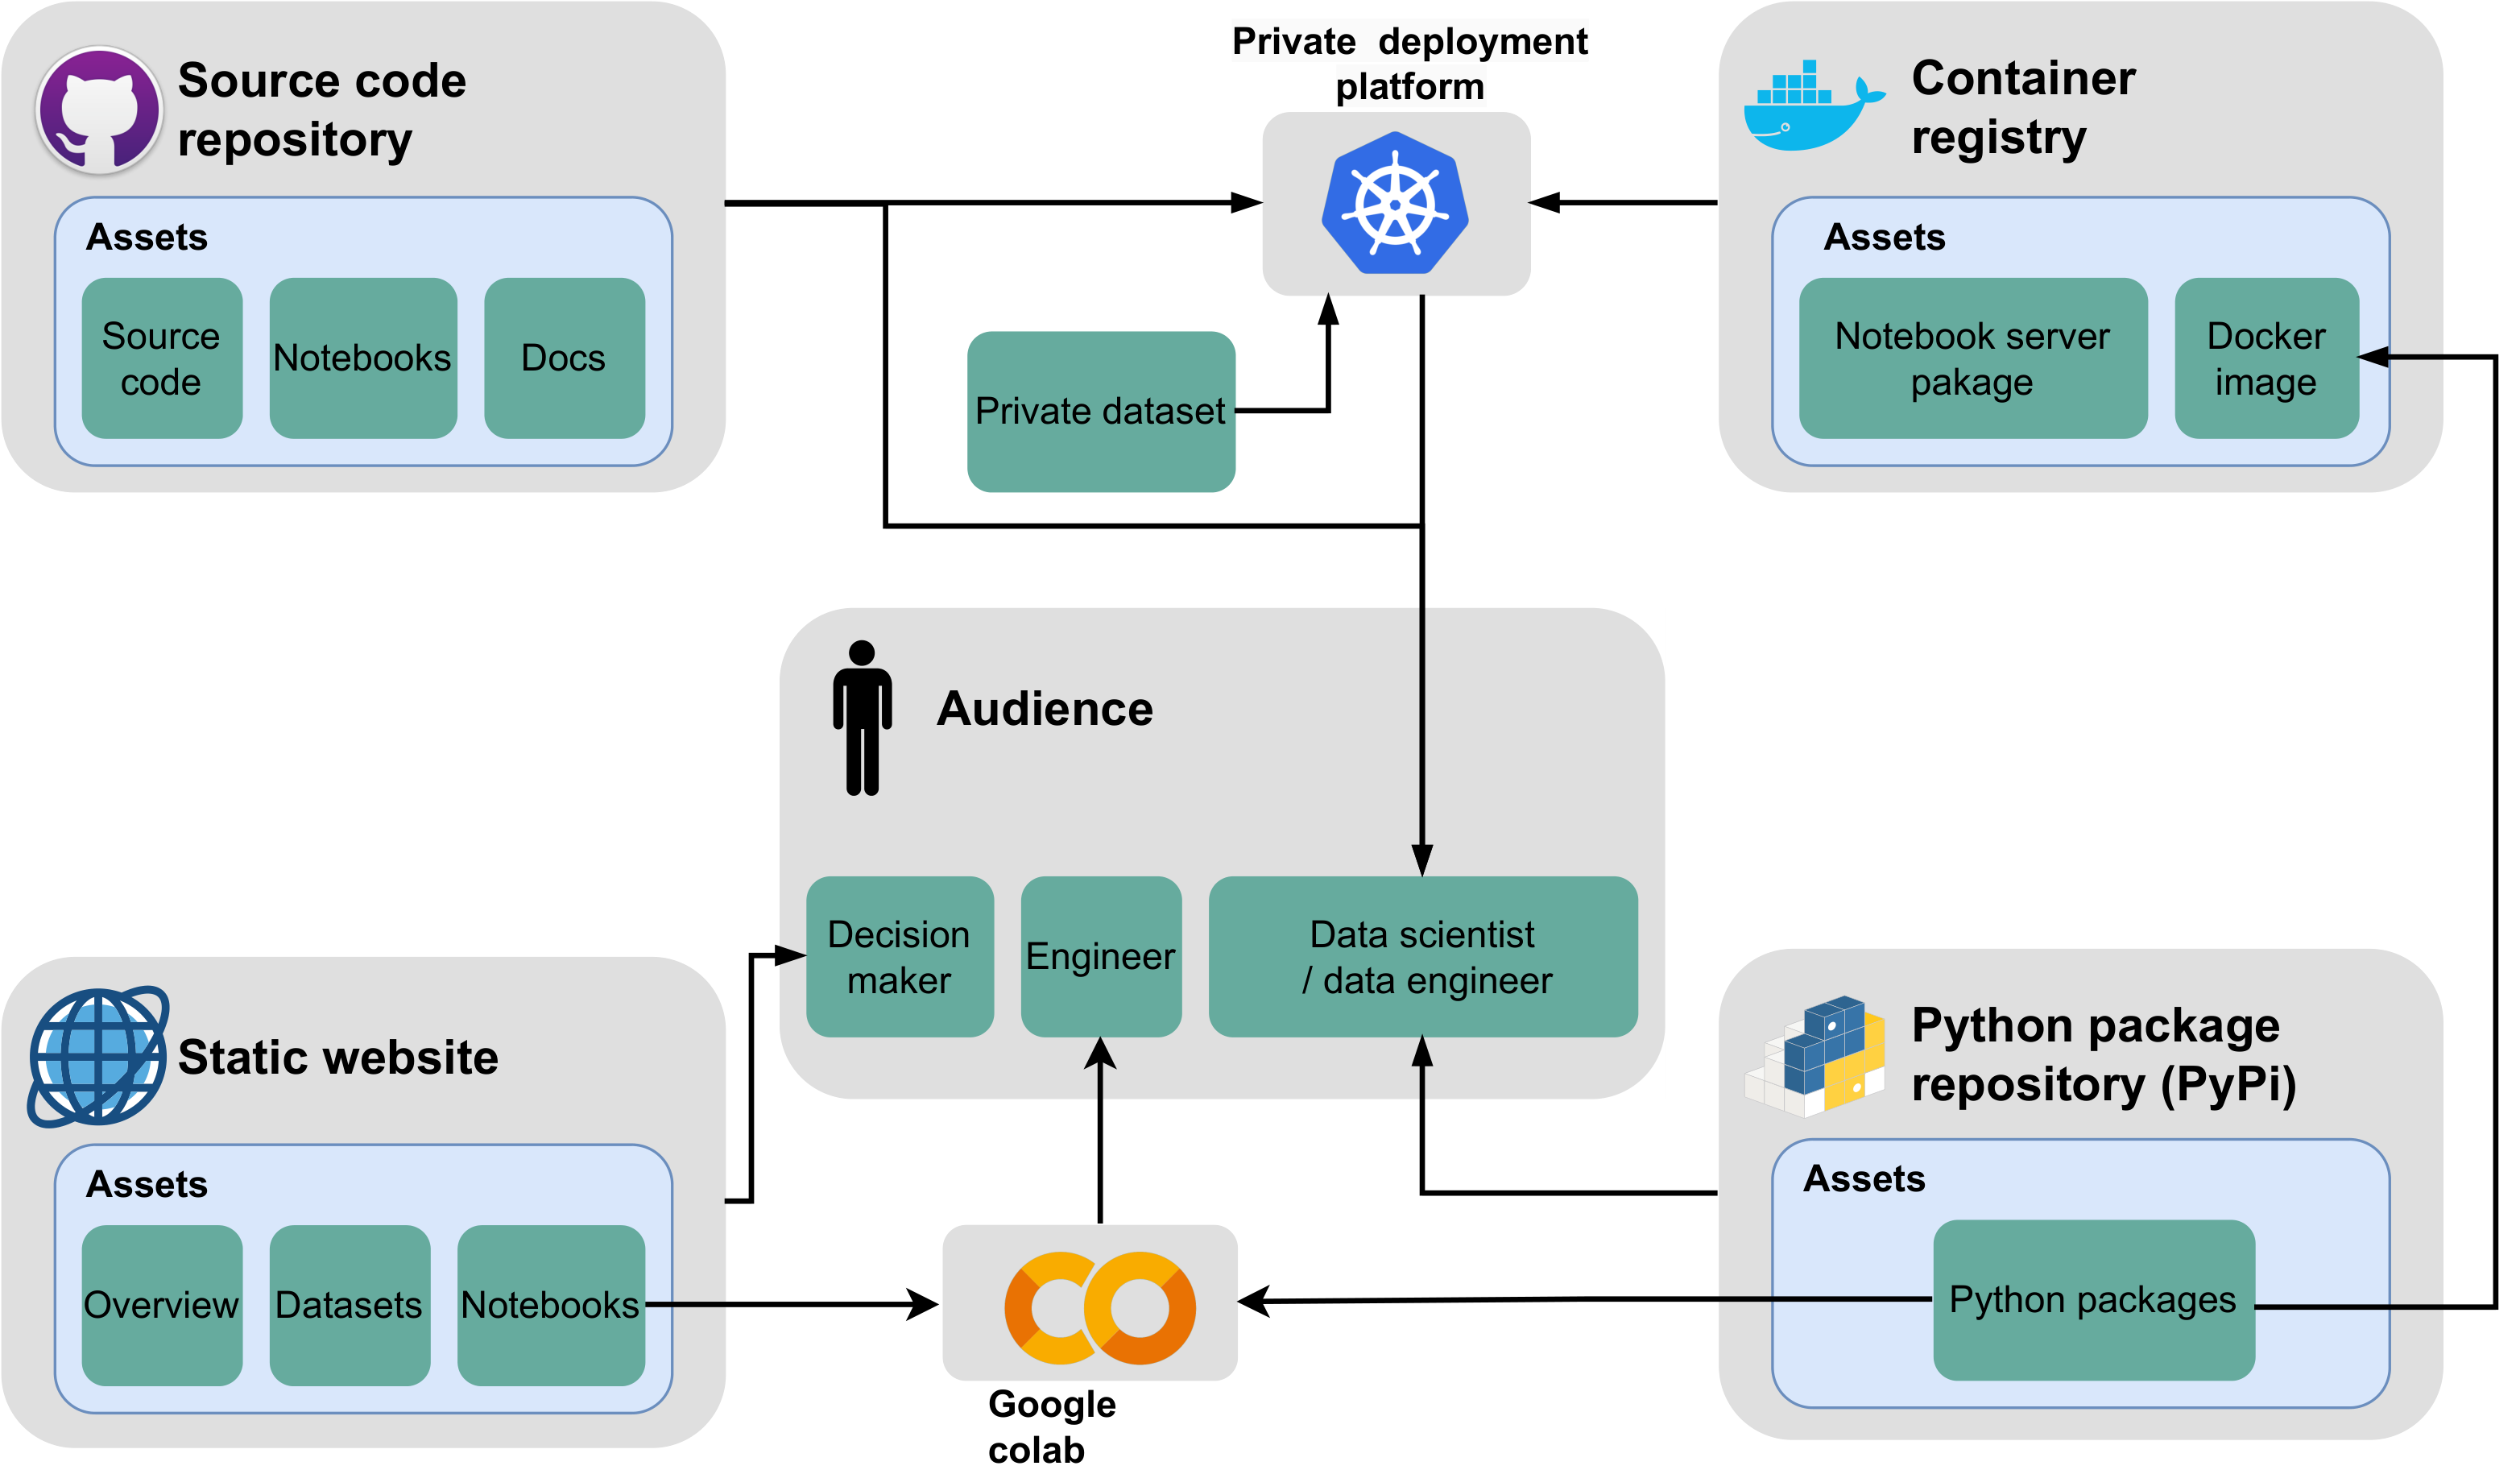 Source code
repository
Assets
Source
code
Notebooks
Docs
Private deployment
platform
Private dataset
Container
registry
Assets
Notebook server
pakage
Docker
image
Audience
Decision
maker
Engineer
Data scientist
/ data engineer
Static website
Assets
Overview
Datasets
Notebooks
Google
colab
Python package
repository (PyPi)
Assets
Python packages